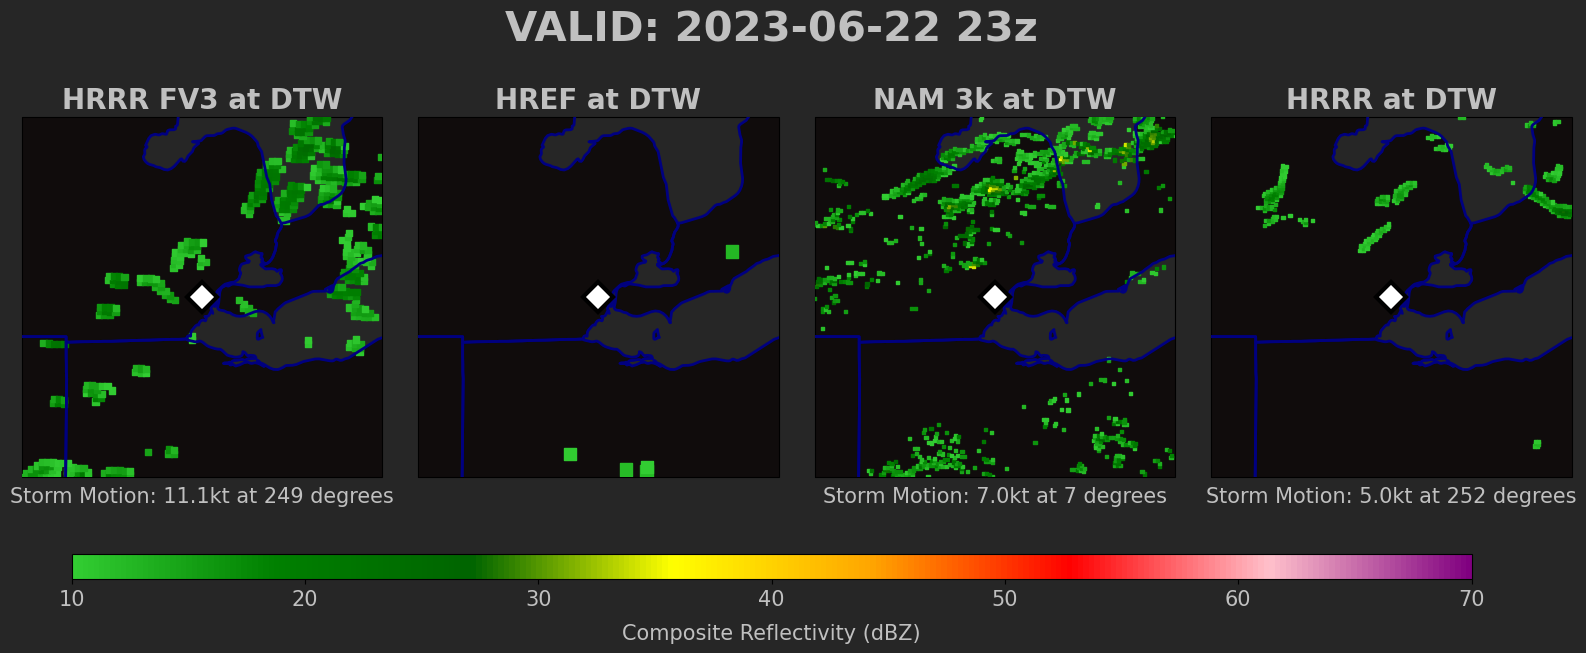 VALID: 2023-06-22 23z
HRRR FV3 at DTW
HREF at DTW
NAM 3k at DTW
HRRR at DTW
Storm Motion: 11.1kt at 249 degrees
Storm Motion: 7.0kt at 7 degrees
Storm Motion: 5.0kt at 252 degrees
10 20 30 40 50 60 70
Composite Reflectivity (dBZ)